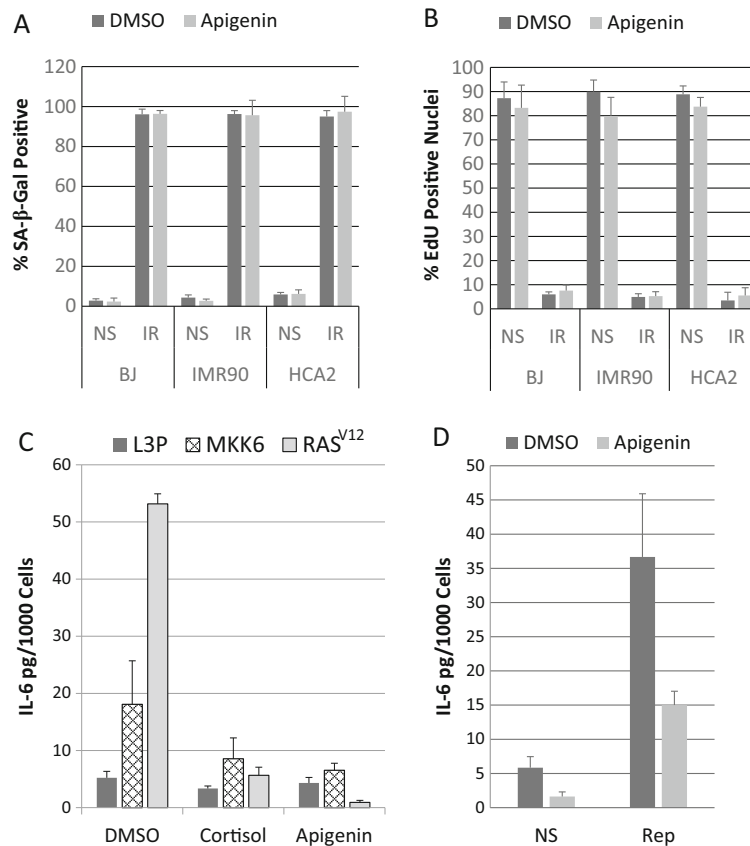 A
DMSO Apigenin
% SA-β-Gal Positive
120
100
80
60
40
20
0
NS IR NS IR NS IR
BJ IMR90 HCA2
B
DMSO Apigenin
% EdU Positive Nuclei
100
90
80
70
60
50
40
30
20
10
0
NS IR NS IR NS IR
BJ IMR90 HCA2
C
L3P MKK6 RAS^V12
IL-6 pg/1000 Cells
60
50
40
30
20
10
0
DMSO Cortisol Apigenin
D
DMSO Apigenin
IL-6 pg/1000 Cells
50
45
40
35
30
25
20
15
10
5
0
NS Rep